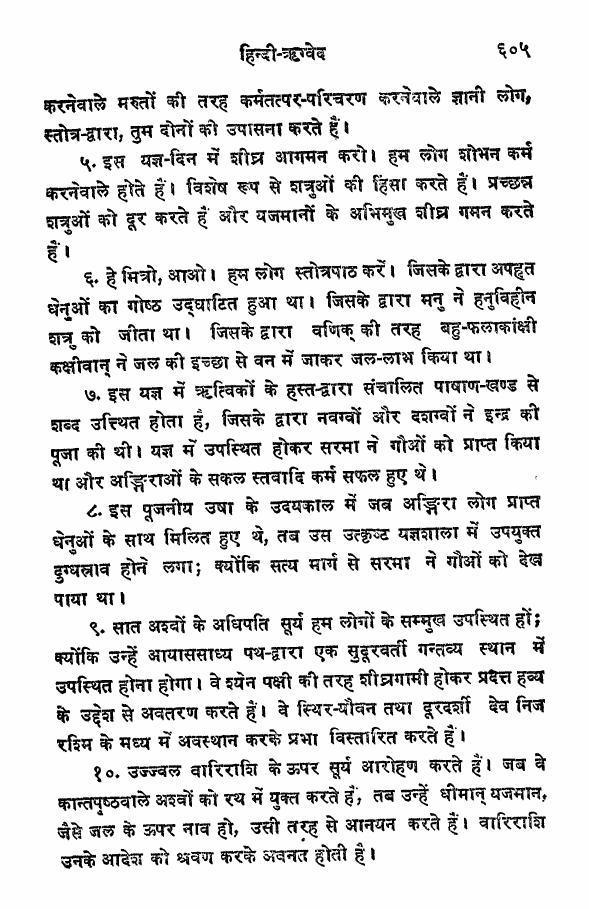 हिन्दी-ऋग्वेद ६०५
करनेवाले मरुतों की तरह कर्मतत्पर-परिचरण करनेवाले ज्ञानी लोग,
स्तोत्र-द्वारा, तुम दोनों की उपासना करते हैं।
५. इस यज्ञ-दिन में शीघ्र आगमन करो। हम लोग शोभन कर्म
करनेवाले होते हैं। विशेष रूप से शत्रुओं की हिंसा करते हैं। प्रच्छन्न
शत्रुओं को दूर करते हैं और यजमानों के अभिमुख शीघ्र गमन करते
हैं।
६. हे मित्रो, आओ। हम लोग स्तोत्रपाठ करें। जिसके द्वारा अपहृत
धेनुओं का गोष्ठ उद्घाटित हुआ था। जिसके द्वारा मनु ने हनुविहीन
शत्रु को जीता था। जिसके द्वारा वणिक् की तरह बहु-फलाकांक्षी
कक्षीवान् ने जल की इच्छा से वन में जाकर जल-लाभ किया था।
७. इस यज्ञ में ऋत्विकों के हस्त-द्वारा संचालित पाषाण-खण्ड से
शब्द उत्थित होता है, जिसके द्वारा नवग्वों और दशग्वों ने इन्द्र की
पूजा की थी। यज्ञ में उपस्थित होकर सरमा ने गौओं को प्राप्त किया
था और अङ्गिराओं के सकल स्तवादि कर्म सफल हुए थे।
८. इस पूजनीय उषा के उदयकाल में जब अङ्गिरा लोग प्राप्त
धेनुओं के साथ मिलित हुए थे, तब उस उत्कृष्ट यज्ञशाला में उपयुक्त
दुग्धस्राव होने लगा; क्योंकि सत्य मार्ग से सरमा ने गौओं को देख
पाया था।
९. सात अश्वों के अधिपति सूर्य हम लोगों के सम्मुख उपस्थित हों;
क्योंकि उन्हें आयाससाध्य पथ-द्वारा एक सुदूरवर्ती गन्तव्य स्थान में
उपस्थित होना होगा। वे श्येन पक्षी की तरह शीघ्रगामी होकर प्रदत्त हव्य
के उद्देश से अवतरण करते हैं। वे स्थिर-यौवन तथा दूरदर्शी देव निज
रश्मि के मध्य में अवस्थान करके प्रभा विस्तारित करते हैं।
१०. उज्ज्वल वारिराशि के ऊपर सूर्य आरोहण करते हैं। जब वे
कान्तपृष्ठवाले अश्वों को रथ में युक्त करते हैं, तब उन्हें धीमान् यजमान,
जैसे जल के ऊपर नाव हो, उसी तरह से आनयन करते हैं। वारिराशि
उनके आदेश को श्रवण करके अवनत होती है।